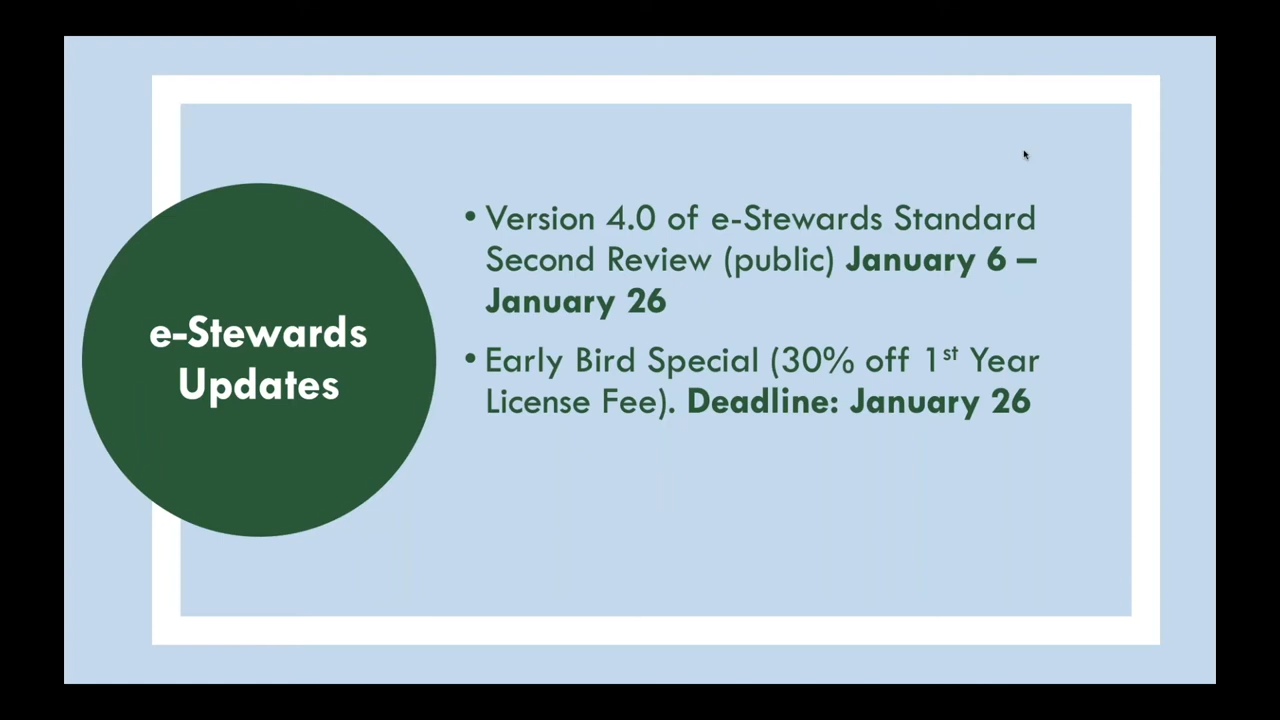 e-Stewards
Updates
• Version 4.0 of e-Stewards Standard
Second Review (public) January 6 –
January 26
• Early Bird Special (30% off 1st Year
License Fee). Deadline: January 26